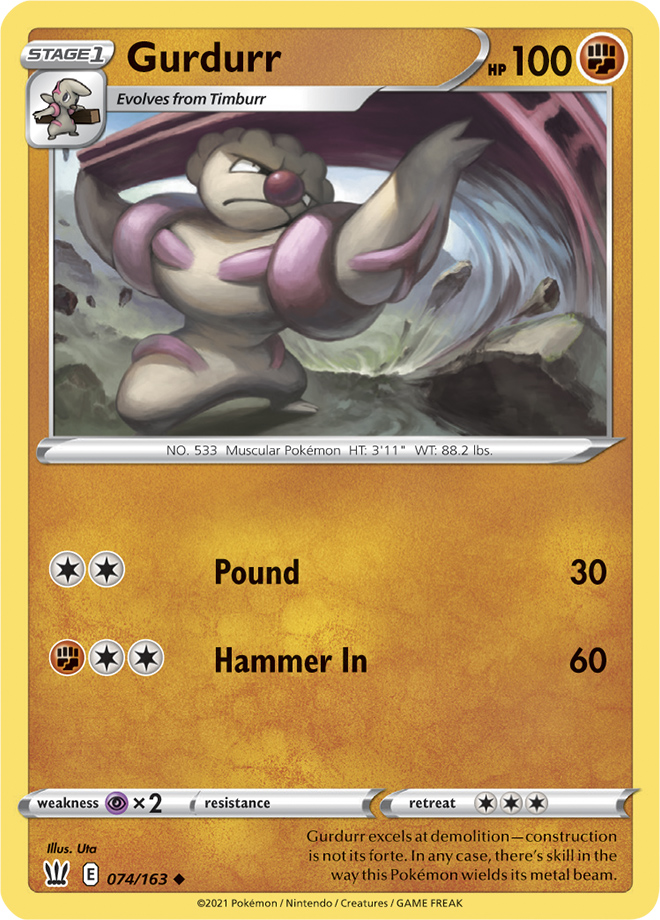 STAGE 1 Gurdurr HP 100
Evolves from Timburr
NO. 533 Muscular Pokémon HT: 3'11" WT: 88.2 lbs.
Pound 30
Hammer In 60
weakness ×2 resistance retreat
Illus. Uta
Gurdurr excels at demolition—construction
is not its forte. In any case, there's skill in the
way this Pokémon wields its metal beam.
E 074/163
©2021 Pokémon / Nintendo / Creatures / GAME FREAK